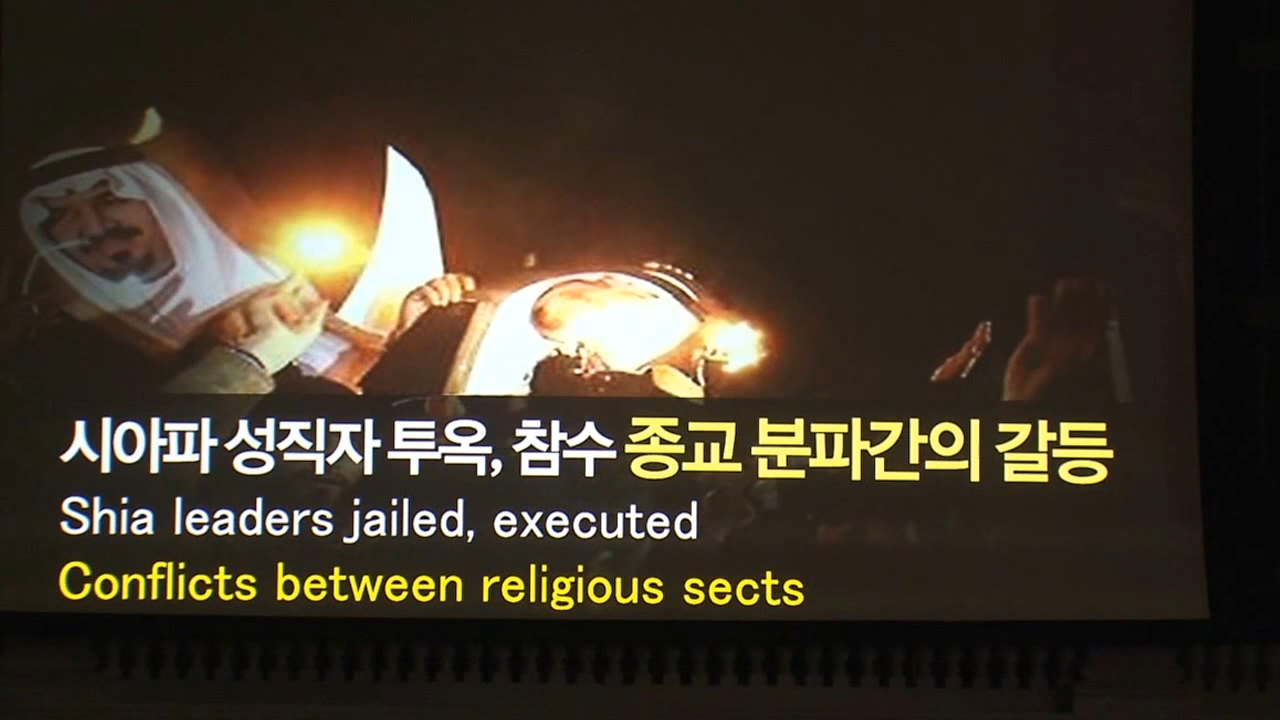 시아파 성직자 투옥, 참수 종교 분파간의 갈등
Shia leaders jailed, executed
Conflicts between religious sects